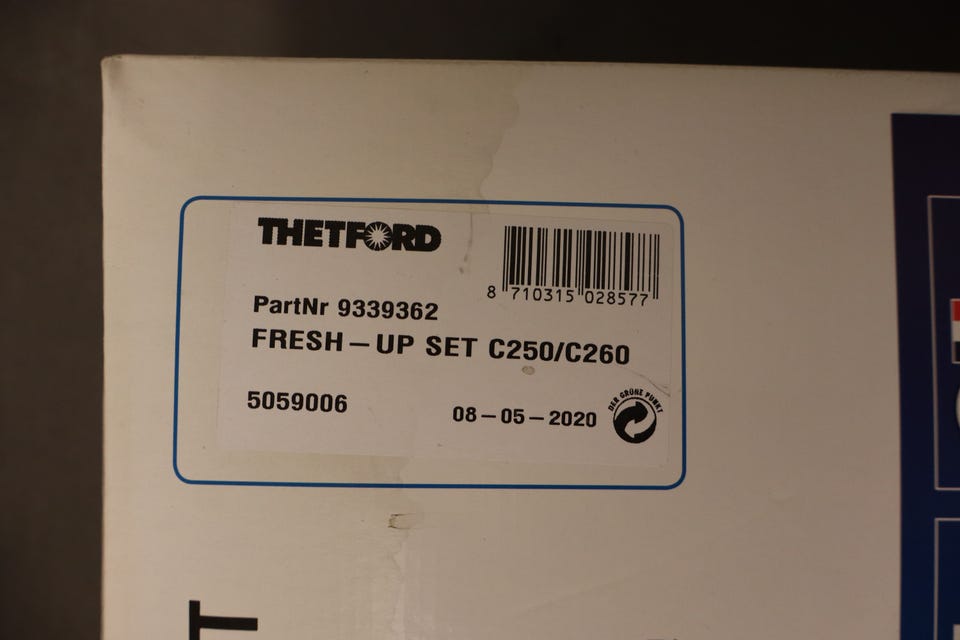 THETFORD
8 710315 028577
PartNr 9339362
FRESH – UP SET C250/C260
5059006
08 – 05 – 2020
DER GRÜNE PUNKT
T